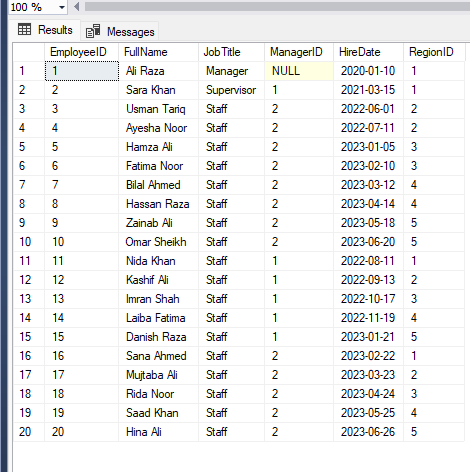 100 %
Results Messages
EmployeeID FullName JobTitle ManagerID HireDate RegionID
1 1 Ali Raza Manager NULL 2020-01-10 1
2 2 Sara Khan Supervisor 1 2021-03-15 1
3 3 Usman Tariq Staff 2 2022-06-01 2
4 4 Ayesha Noor Staff 2 2022-07-11 2
5 5 Hamza Ali Staff 2 2023-01-05 3
6 6 Fatima Noor Staff 2 2023-02-10 3
7 7 Bilal Ahmed Staff 2 2023-03-12 4
8 8 Hassan Raza Staff 2 2023-04-14 4
9 9 Zainab Ali Staff 2 2023-05-18 5
10 10 Omar Sheikh Staff 2 2023-06-20 5
11 11 Nida Khan Staff 1 2022-08-11 1
12 12 Kashif Ali Staff 1 2022-09-13 2
13 13 Imran Shah Staff 1 2022-10-17 3
14 14 Laiba Fatima Staff 1 2022-11-19 4
15 15 Danish Raza Staff 1 2023-01-21 5
16 16 Sana Ahmed Staff 2 2023-02-22 1
17 17 Mujtaba Ali Staff 2 2023-03-23 2
18 18 Rida Noor Staff 2 2023-04-24 3
19 19 Saad Khan Staff 2 2023-05-25 4
20 20 Hina Ali Staff 2 2023-06-26 5